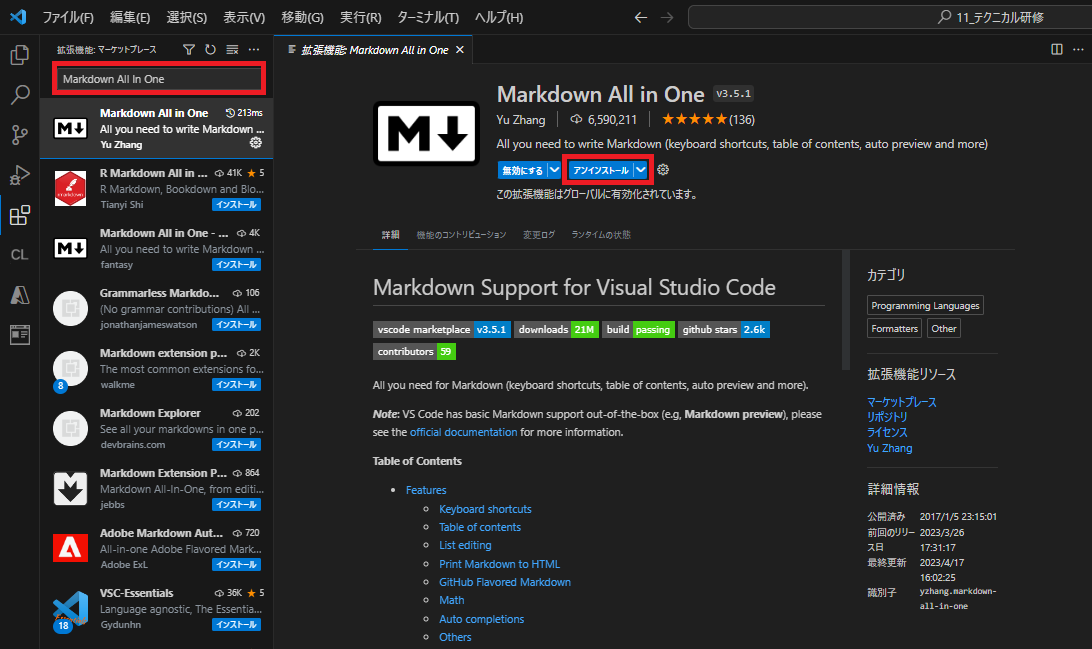 ファイル(F) 編集(E) 選択(S) 表示(V) 移動(G) 実行(R) ターミナル(T) ヘルプ(H)
11_テクニカル研修
拡張機能: マーケットプレース
Markdown All In One
Markdown All in One 213ms
All you need to write Markdown ...
Yu Zhang
R Markdown All in ... 41K ★ 5
R Markdown, Bookdown and Blo...
Tianyi Shi インストール
Markdown All in One - ... 4K
All you need to write Markdown ...
fantasy インストール
Grammarless Markdo... 106
(No grammar contributions) All ...
jonathanjameswatson インストール
Markdown extension p... 2K
The most common extensions fo...
walkme インストール
8
Markdown Explorer 202
See all your markdowns in one p...
devbrains.com インストール
Markdown Extension P... 864
Markdown All-In-One, from editi...
jebbs インストール
Adobe Markdown Aut... 720
All-in-one Adobe Flavored Mark...
Adobe ExL インストール
VSC-Essentials 36K ★ 5
Language agnostic, The Essentia...
Gydunhn インストール
18
CL
拡張機能: Markdown All in One
M↓
Markdown All in One v3.5.1
Yu Zhang 6,590,211 ★★★★★ (136)
All you need to write Markdown (keyboard shortcuts, table of contents, auto preview and more)
無効にする アンインストール
この拡張機能はグローバルに有効化されています。
詳細 機能のコントリビューション 変更ログ ランタイムの状態
Markdown Support for Visual Studio Code
vscode marketplace v3.5.1 downloads 21M build passing github stars 2.6k
contributors 59
All you need for Markdown (keyboard shortcuts, table of contents, auto preview and more).
Note: VS Code has basic Markdown support out-of-the-box (e.g, Markdown preview), please
see the official documentation for more information.
Table of Contents
Features
Keyboard shortcuts
Table of contents
List editing
Print Markdown to HTML
GitHub Flavored Markdown
Math
Auto completions
Others
カテゴリ
Programming Languages
Formatters Other
拡張機能リソース
マーケットプレース
リポジトリ
ライセンス
Yu Zhang
詳細情報
公開済み 2017/1/5 23:15:01
前回のリリース日 2023/3/26 17:31:17
最終更新 2023/4/17 16:02:25
識別子 yzhang.markdown-all-in-one